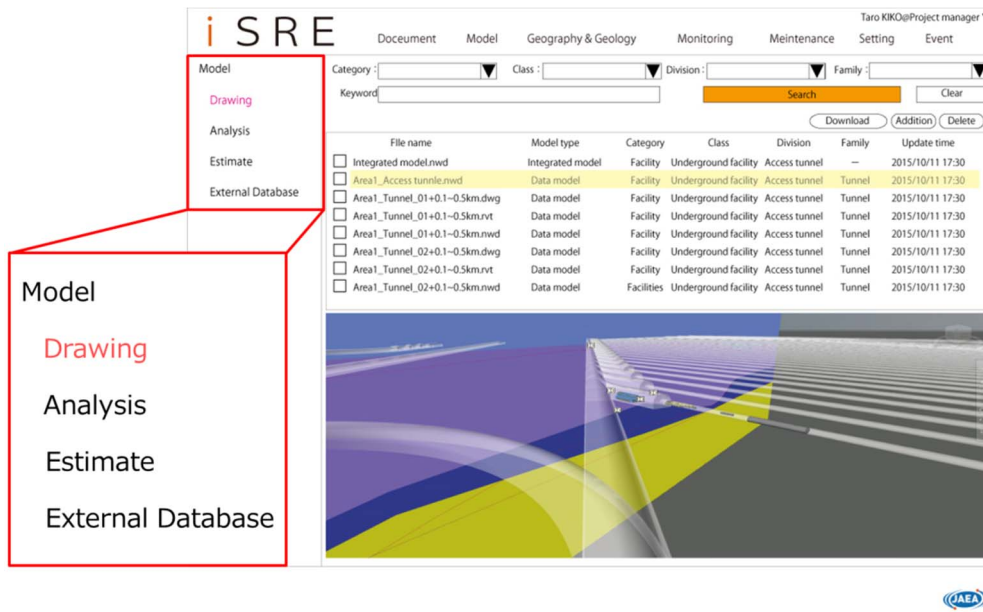 Taro KIKO@Project manager
i SRE
Doceument Model Geography & Geology Monitoring Maintenance Setting Event
Model
Drawing
Analysis
Estimate
External Database
Category : Class : Division : Family :
Keyword Search Clear
Download Addition Delete
FIle name Model type Category Class Division Family Update time
Integrated model.nwd Integrated model Facility Underground facility Access tunnel — 2015/10/11 17:30
Area1_Access tunnle.nwd Data model Facility Underground facility Access tunnel Tunnel 2015/10/11 17:30
Area1_Tunnel_01+0.1~0.5km.dwg Data model Facility Underground facility Access tunnel Tunnel 2015/10/11 17:30
Area1_Tunnel_01+0.1~0.5km.rvt Data model Facility Underground facility Access tunnel Tunnel 2015/10/11 17:30
Area1_Tunnel_01+0.1~0.5km.nwd Data model Facility Underground facility Access tunnel Tunnel 2015/10/11 17:30
Area1_Tunnel_02+0.1~0.5km.dwg Data model Facility Underground facility Access tunnel Tunnel 2015/10/11 17:30
Area1_Tunnel_02+0.1~0.5km.rvt Data model Facility Underground facility Access tunnel Tunnel 2015/10/11 17:30
Area1_Tunnel_02+0.1~0.5km.nwd Data model Facilities Underground facility Access tunnel Tunnel 2015/10/11 17:30
Model
Drawing
Analysis
Estimate
External Database
JAEA